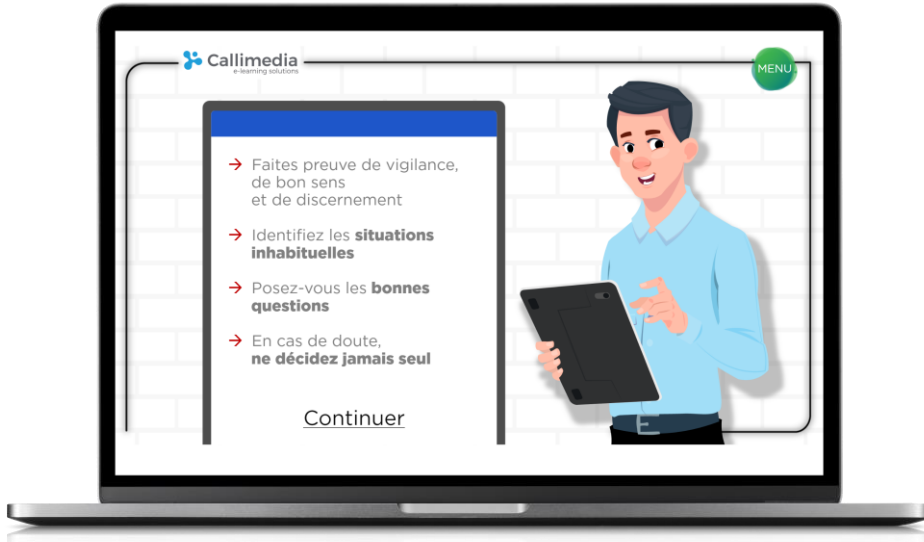 Callimedia
e-learning solutions
MENU
Faites preuve de vigilance,
de bon sens
et de discernement
Identifiez les situations
inhabituelles
Posez-vous les bonnes
questions
En cas de doute,
ne décidez jamais seul
Continuer